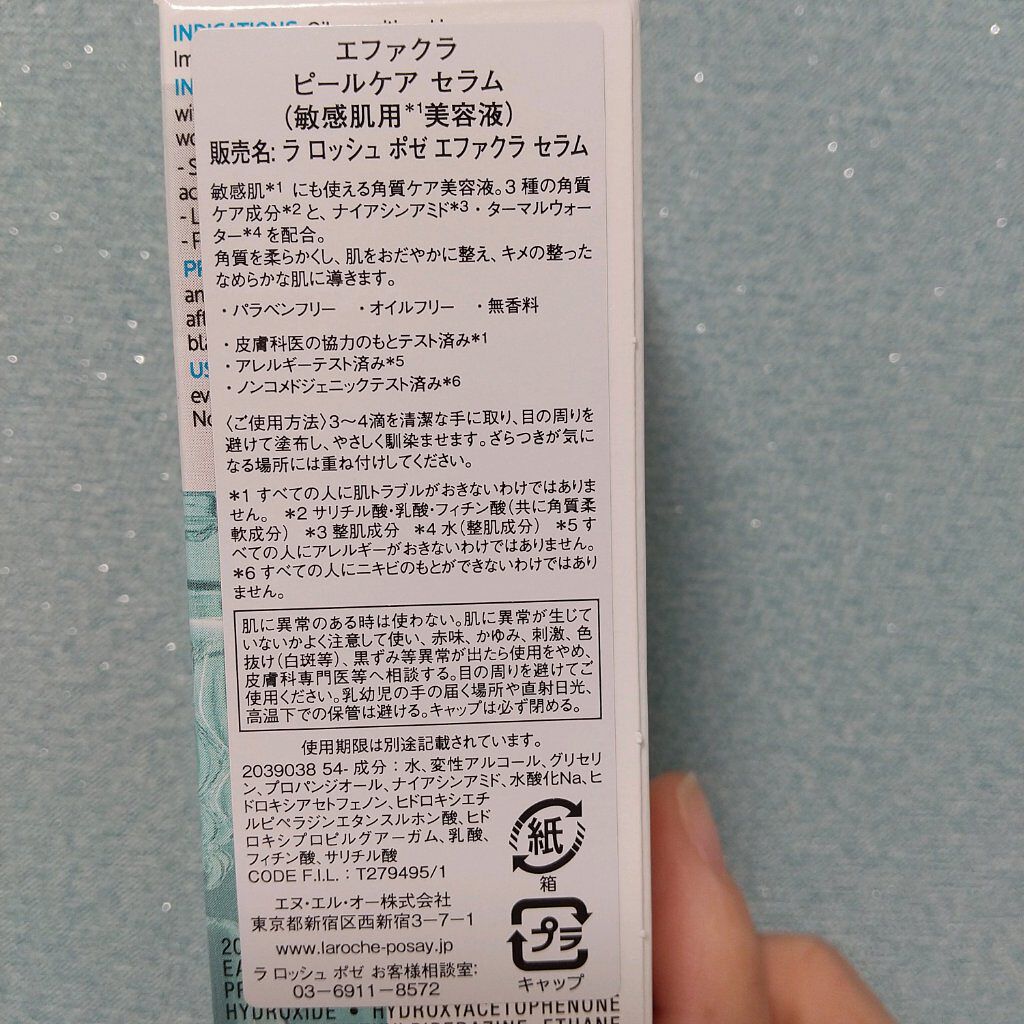 INDICATIONS
エファクラ
ピールケア セラム
(敏感肌用*1美容液)
販売名: ラ ロッシュ ポゼ エファクラ セラム
敏感肌*1 にも使える角質ケア美容液。3 種の角質
ケア成分*2と、ナイアシンアミド*3・ターマルウォー
ター*4を配合。
角質を柔らかくし、肌をおだやかに整え、キメの整った
なめらかな肌に導きます。
・パラベンフリー ・オイルフリー ・無香料
・皮膚科医の協力のもとテスト済み*1
・アレルギーテスト済み*5
・ノンコメドジェニックテスト済み*6
〈ご使用方法〉3～4滴を清潔な手に取り、目の周りを
避けて塗布し、やさしく馴染ませます。ざらつきが気に
なる場所には重ね付けしてください。
*1 すべての人に肌トラブルがおきないわけではありま
せん。 *2 サリチル酸・乳酸・フィチン酸(共に角質柔
軟成分) *3 整肌成分 *4 水(整肌成分) *5 す
べての人にアレルギーがおきないわけではありません。
*6 すべての人にニキビのもとができないわけではあり
ません。
肌に異常のある時は使わない。肌に異常が生じて
いないかよく注意して使い、赤味、かゆみ、刺激、色
抜け(白斑等)、黒ずみ等異常が出たら使用をやめ、
皮膚科専門医等へ相談する。目の周りを避けてご
使用ください。乳幼児の手の届く場所や直射日光、
高温下での保管は避ける。キャップは必ず閉める。
使用期限は別途記載されています。
2039038 54- 成分：水、変性アルコール、グリセリ
ン、プロパンジオール、ナイアシンアミド、水酸化Na、ヒ
ドロキシアセトフェノン、ヒドロキシエチ
ルピペラジンエタンスルホン酸、ヒド
ロキシプロピルグアーガム、乳酸、
フィチン酸、サリチル酸
CODE F.I.L.：T279495/1
紙
箱
エヌ・エル・オー株式会社
東京都新宿区西新宿3-7-1
www.laroche-posay.jp
ラ ロッシュ ポゼ お客様相談室:
03-6911-8572
プラ
キャップ
HYDROXIDE • HYDROXYACETOPHENONE